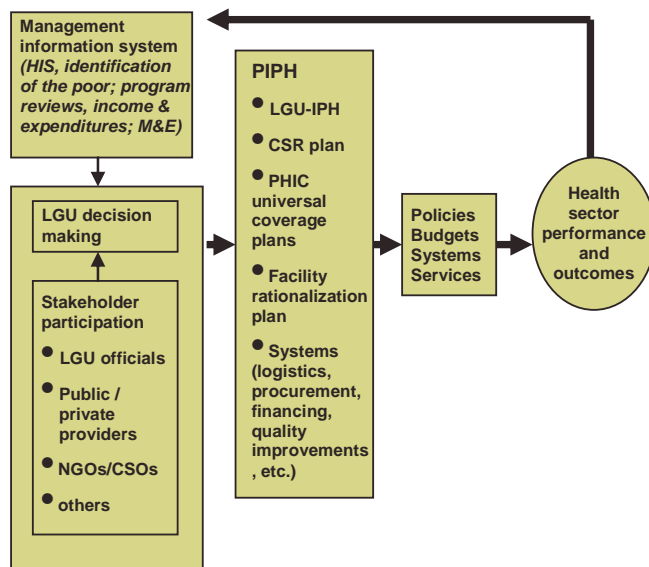 Management
information system
(HIS, identification
of the poor; program
reviews, income &
expenditures; M&E)
LGU decision
making
Stakeholder
participation
● LGU officials
● Public /
private
providers
● NGOs/CSOs
● others
PIPH
● LGU-IPH
● CSR plan
● PHIC
universal
coverage
plans
● Facility
rationalization
plan
● Systems
(logistics,
procurement,
financing,
quality
improvements
, etc.)
Policies
Budgets
Systems
Services
Health
sector
performance
and
outcomes